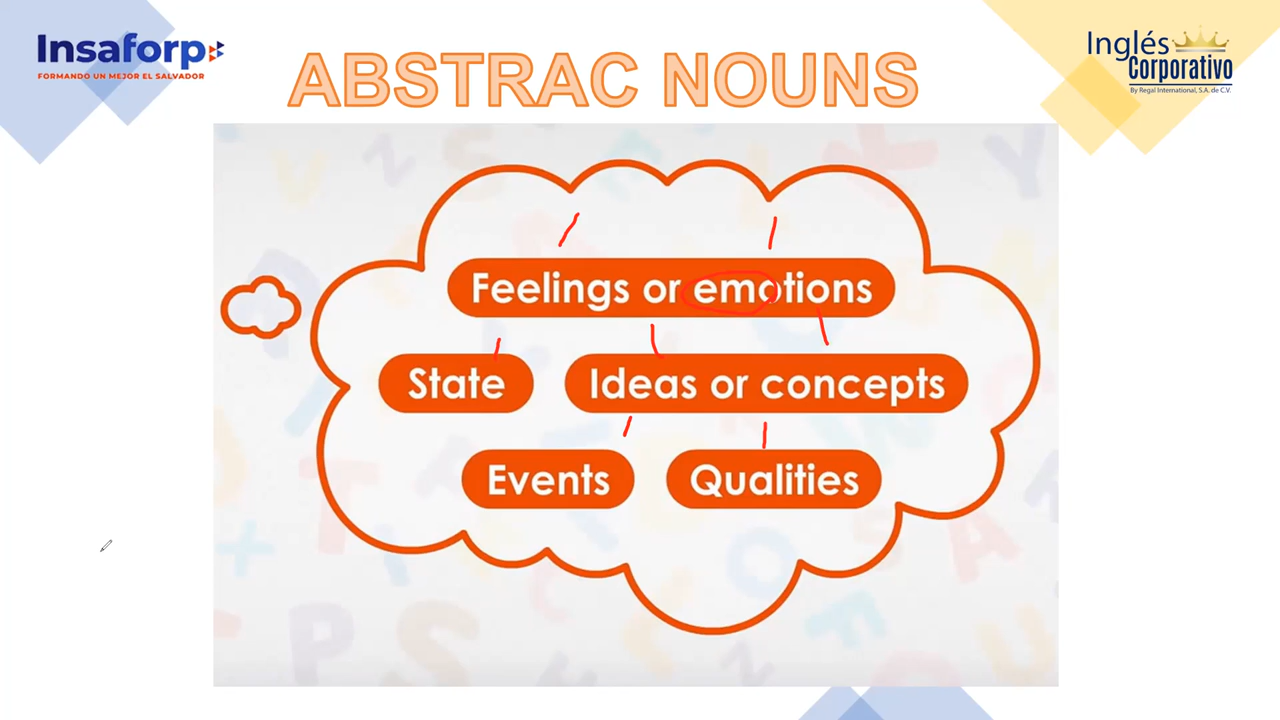 Insaforp
FORMANDO UN MEJOR EL SALVADOR
Inglés
Corporativo
By Regal International, S.A. de C.V.
ABSTRAC NOUNS
Feelings or emotions
State
Ideas or concepts
Events
Qualities